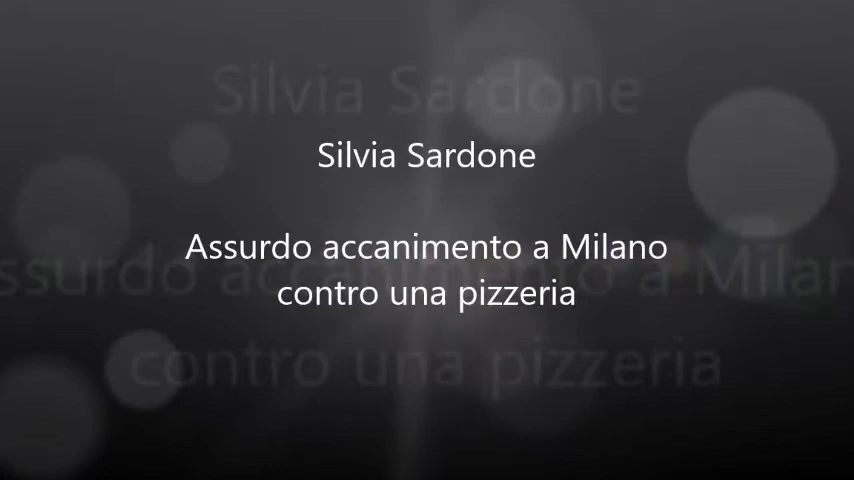 Silvia Sardone
Assurdo accanimento a Milano
contro una pizzeria